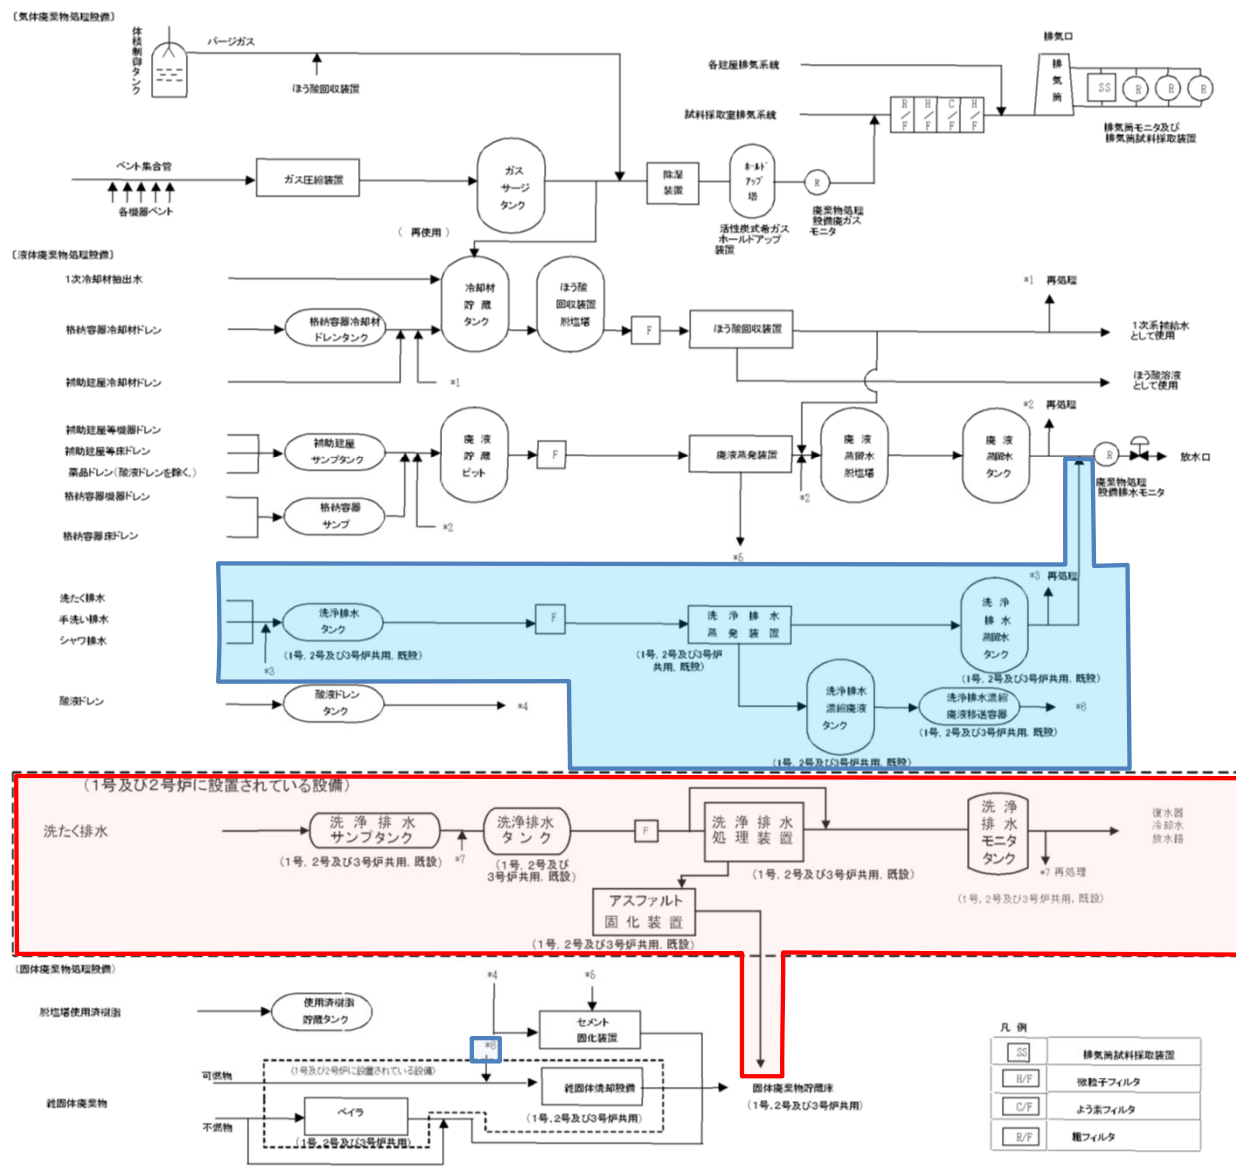 〔気体廃棄物処理設備〕
体積制御タンク
パージガス
ほう酸回収装置
各建屋排気系統
試料採取室排気系統
R/F
H/F
C/F
H/F
排気口
排気筒
SS
R
R
R
排気筒モニタ及び
排気筒試料採取装置
ベント集合管
各機器ベント
ガス圧縮装置
ガス
サージ
タンク
除湿
装置
ホールド
アップ
塔
活性炭式希ガス
ホールドアップ
装置
R
廃棄物処理
設備廃ガス
モニタ
（ 再使用）
〔液体廃棄物処理設備〕
1次冷却材抽出水
格納容器冷却材ドレン
格納容器冷却材
ドレンタンク
補助建屋冷却材ドレン
*1
冷却材
貯蔵
タンク
ほう酸
回収装置
脱塩塔
F
ほう酸回収装置
*1 再処理
1次系補給水
として使用
ほう酸溶液
として使用
補助建屋等機器ドレン
補助建屋等床ドレン
薬品ドレン(酸液ドレンを除く。)
補助建屋
サンプタンク
格納容器機器ドレン
格納容器床ドレン
格納容器
サンプ
*2
廃液
貯蔵
ピット
F
廃液蒸発装置
*5
*2
廃液
蒸留水
脱塩塔
廃液
蒸留水
タンク
*2 再処理
R
廃棄物処理
設備排水モニタ
放水口
洗たく排水
手洗い排水
シャワ排水
*3
洗浄排水
タンク
(1号, 2号及び3号炉共用, 既設)
F
洗浄排水
蒸発装置
(1号, 2号及び3号炉
共用, 既設)
洗浄
排水
蒸留水
タンク
(1号, 2号及び3号炉共用, 既設)
*3 再処理
洗浄排水
濃縮廃液
タンク
(1号, 2号及び3号炉共用, 既設)
洗浄排水濃縮
廃液移送容器
(1号, 2号及び3号炉共用, 既設)
*6
酸液ドレン
酸液ドレン
タンク
*4
(1号及び2号炉に設置されている設備)
洗たく排水
洗浄排水
サンプタンク
(1号, 2号及び3号炉共用, 既設)
*7
洗浄排水
タンク
(1号, 2号及び
3号炉共用, 既設)
F
洗浄排水
処理装置
(1号, 2号及び3号炉共用, 既設)
アスファルト
固化装置
(1号, 2号及び3号炉共用, 既設)
洗浄
排水
モニタ
タンク
(1号, 2号及び3号炉共用, 既設)
*7 再処理
復水器
冷却水
放水路
(固体廃棄物処理設備)
脱塩塔使用済樹脂
使用済樹脂
貯蔵タンク
*4
*5
セメント
固化装置
(1号及び2号炉に設置されている設備)
可燃物
雑固体廃棄物
不燃物
ベイラ
(1号, 2号及び3号炉共用)
雑固体焼却設備
(1号, 2号及び3号炉共用)
固体廃棄物貯蔵庫
(1号, 2号及び3号炉共用)
凡 例
SS 排気筒試料採取装置
H/F 微粒子フィルタ
C/F よう素フィルタ
R/F 粗フィルタ